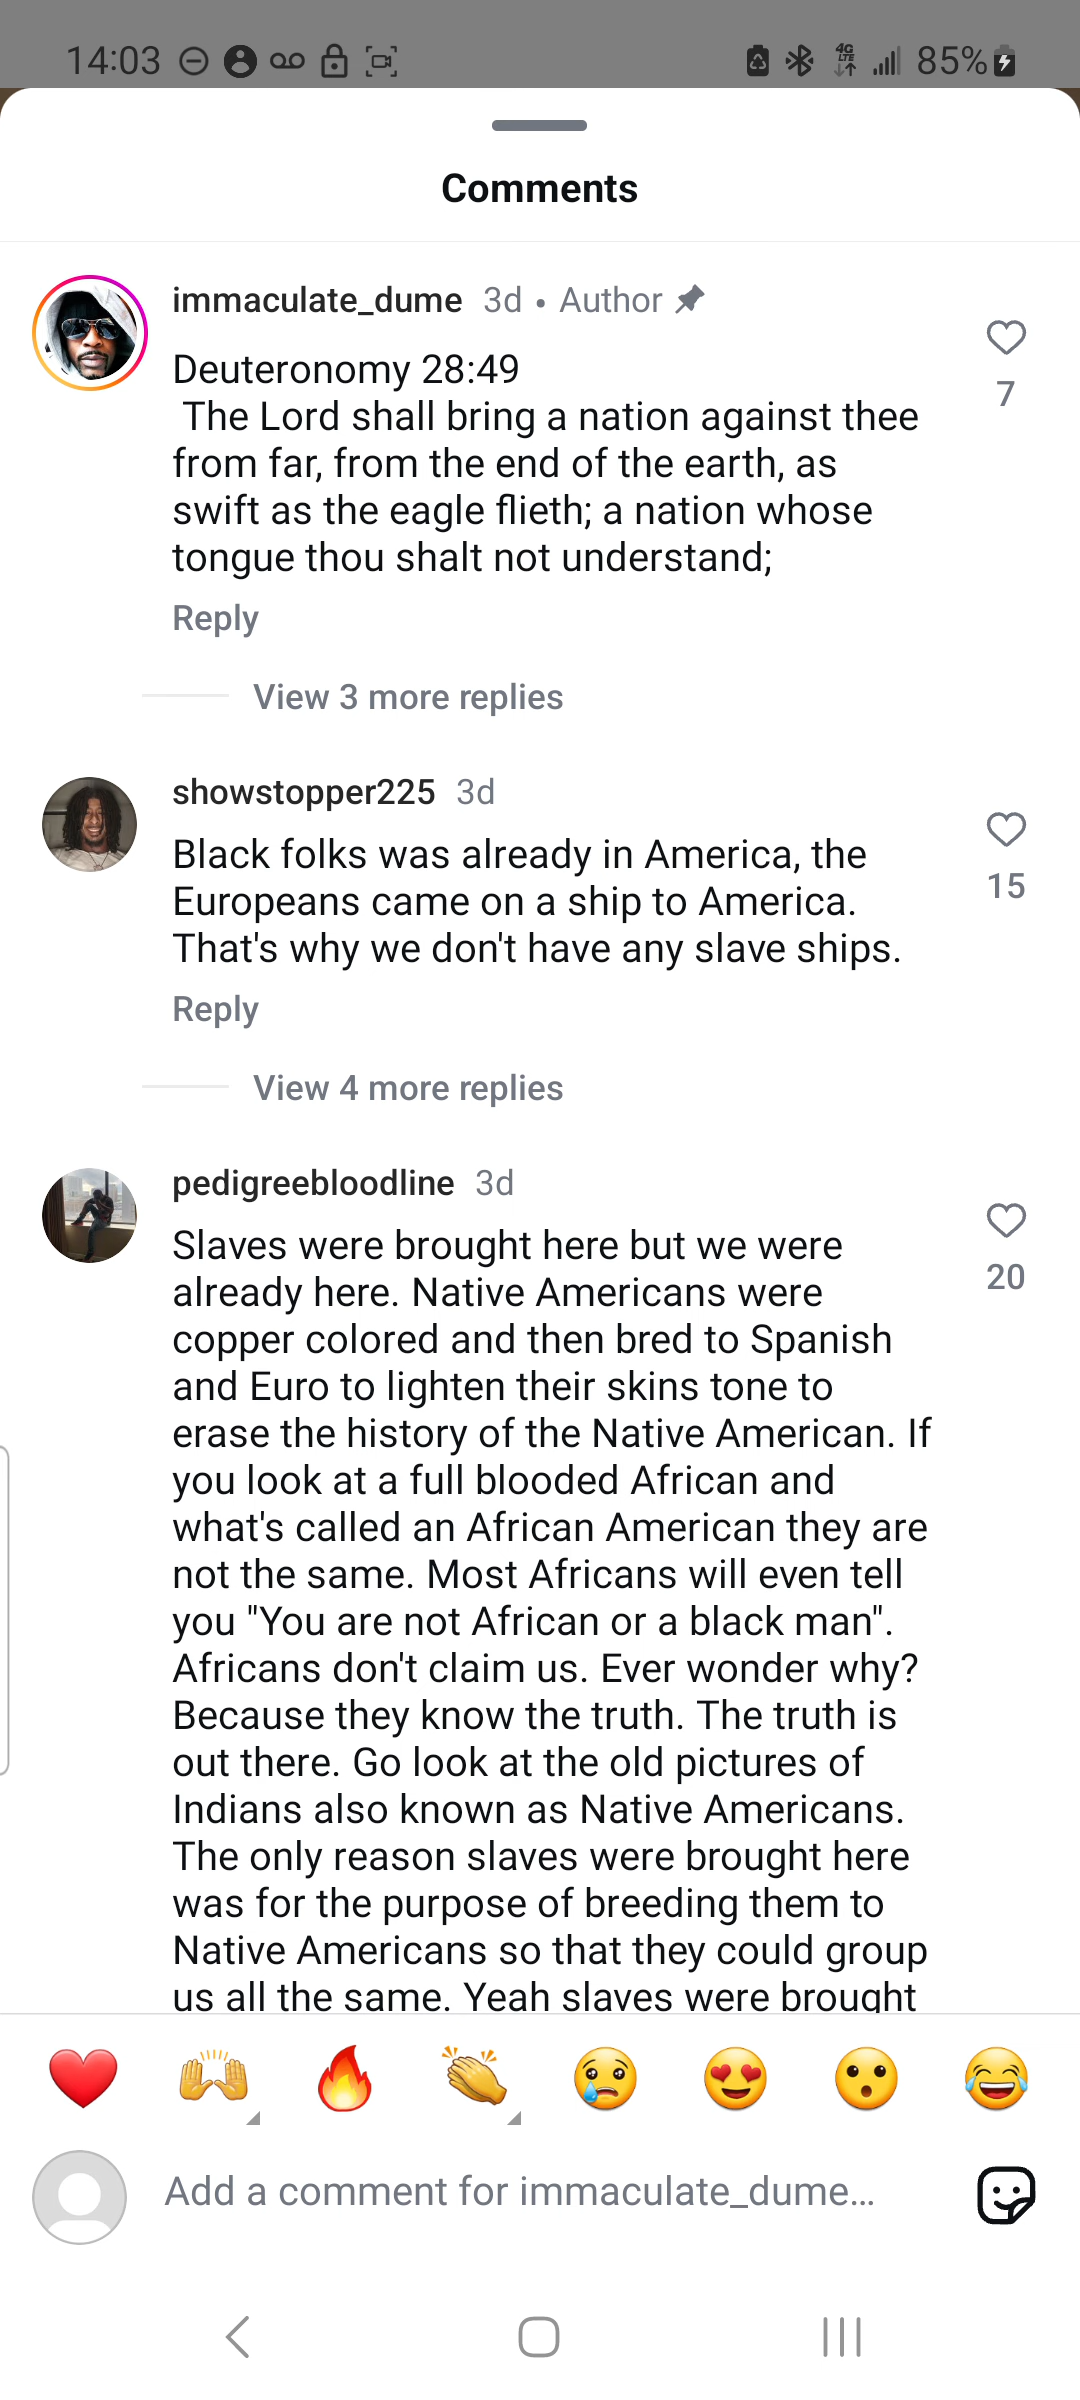 14:03 4G LTE 85%
Comments
immaculate_dume 3d • Author
Deuteronomy 28:49
The Lord shall bring a nation against thee
from far, from the end of the earth, as
swift as the eagle flieth; a nation whose
tongue thou shalt not understand;
7
Reply
View 3 more replies
showstopper225 3d
Black folks was already in America, the
Europeans came on a ship to America.
That's why we don't have any slave ships.
15
Reply
View 4 more replies
pedigreebloodline 3d
Slaves were brought here but we were
already here. Native Americans were
copper colored and then bred to Spanish
and Euro to lighten their skins tone to
erase the history of the Native American. If
you look at a full blooded African and
what's called an African American they are
not the same. Most Africans will even tell
you "You are not African or a black man".
Africans don't claim us. Ever wonder why?
Because they know the truth. The truth is
out there. Go look at the old pictures of
Indians also known as Native Americans.
The only reason slaves were brought here
was for the purpose of breeding them to
Native Americans so that they could group
us all the same. Yeah slaves were brought
20
Add a comment for immaculate_dume...